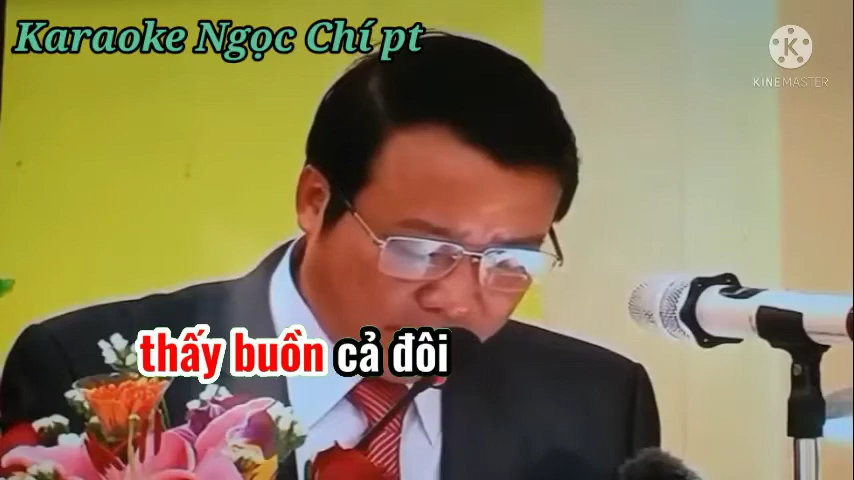 Karaoke Ngọc Chí pt
KINEMASTER
thấy buồn cả đôi